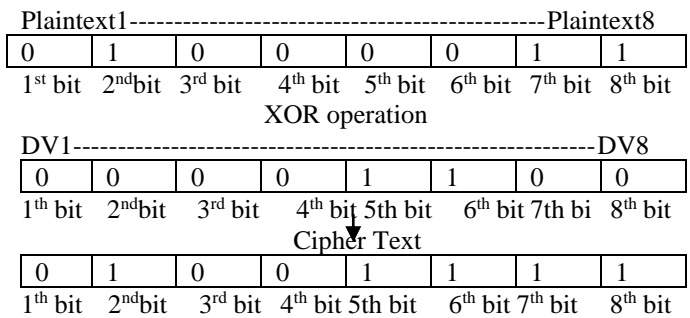 Plaintext1--------------------------------------------Plaintext8
0 1 0 0 0 0 1 1
1st bit 2ndbit 3rd bit 4th bit 5th bit 6th bit 7th bit 8th bit
XOR operation
DV1-------------------------------------------------------DV8
0 0 0 0 1 1 0 0
1th bit 2ndbit 3rd bit 4th bit 5th bit 6th bit 7th bi 8th bit
Cipher Text
0 1 0 0 1 1 1 1
1th bit 2ndbit 3rd bit 4th bit 5th bit 6th bit 7th bit 8th bit